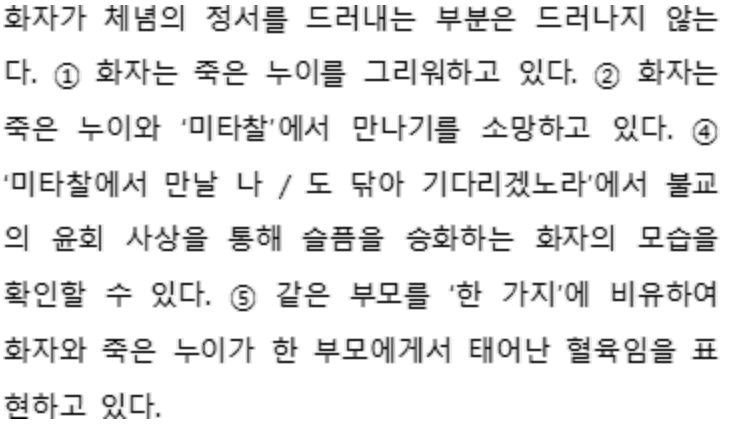 화자가 체념의 정서를 드러내는 부분은 드러나지 않는
다. ① 화자는 죽은 누이를 그리워하고 있다. ② 화자는
죽은 누이와 '미타찰'에서 만나기를 소망하고 있다. ④
'미타찰에서 만날 나 / 도 닦아 기다리겠노라'에서 불교
의 윤회 사상을 통해 슬픔을 승화하는 화자의 모습을
확인할 수 있다. ⑤ 같은 부모를 '한 가지'에 비유하여
화자와 죽은 누이가 한 부모에게서 태어난 혈육임을 표
현하고 있다.